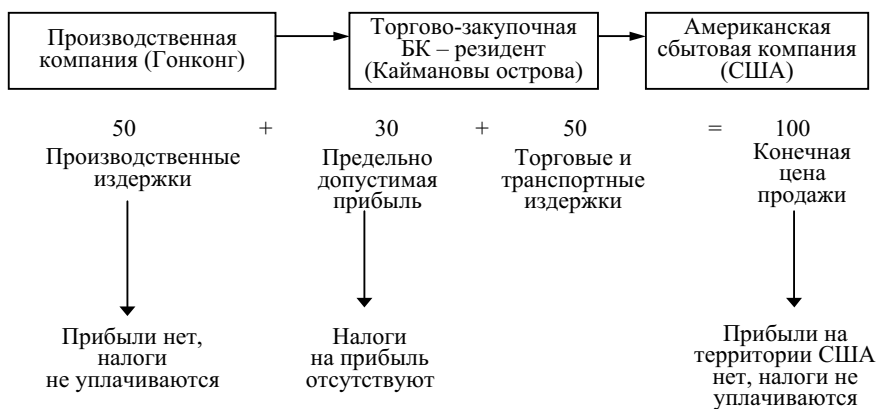 Производственная
компания (Гонконг)
Торгово-закупочная
БК – резидент
(Каймановы острова)
Американская
сбытовая компания
(США)
50 + 30 + 50 = 100
Производственные
издержки
Предельно
допустимая
прибыль
Торговые и
транспортные
издержки
Конечная
цена
продажи
Прибыли нет,
налоги
не уплачиваются
Налоги
на прибыль
отсутствуют
Прибыли на
территории США
нет, налоги не
уплачиваются